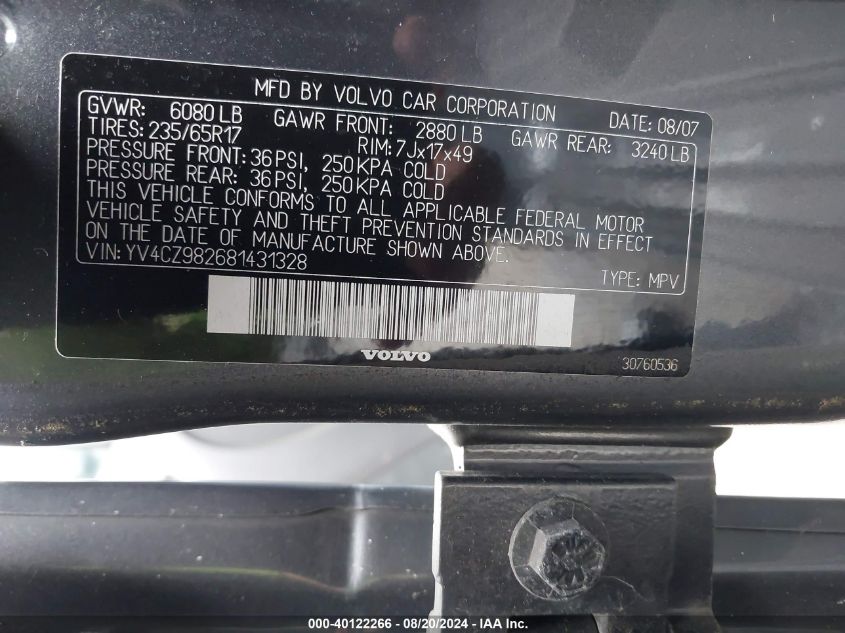 MFD BY VOLVO CAR CORPORATION DATE: 08/07
GVWR: 6080 LB GAWR FRONT: 2880 LB GAWR REAR: 3240 LB
TIRES: 235/65R17 RIM: 7Jx17x49
PRESSURE FRONT: 36 PSI, 250 KPA COLD
PRESSURE REAR: 36 PSI, 250 KPA COLD
THIS VEHICLE CONFORMS TO ALL APPLICABLE FEDERAL MOTOR
VEHICLE SAFETY AND THEFT PREVENTION STANDARDS IN EFFECT
ON THE DATE OF MANUFACTURE SHOWN ABOVE.
VIN: YV4CZ982681431328 TYPE: MPV
VOLVO 30760536
000-40122266 - 08/20/2024 - IAA Inc.